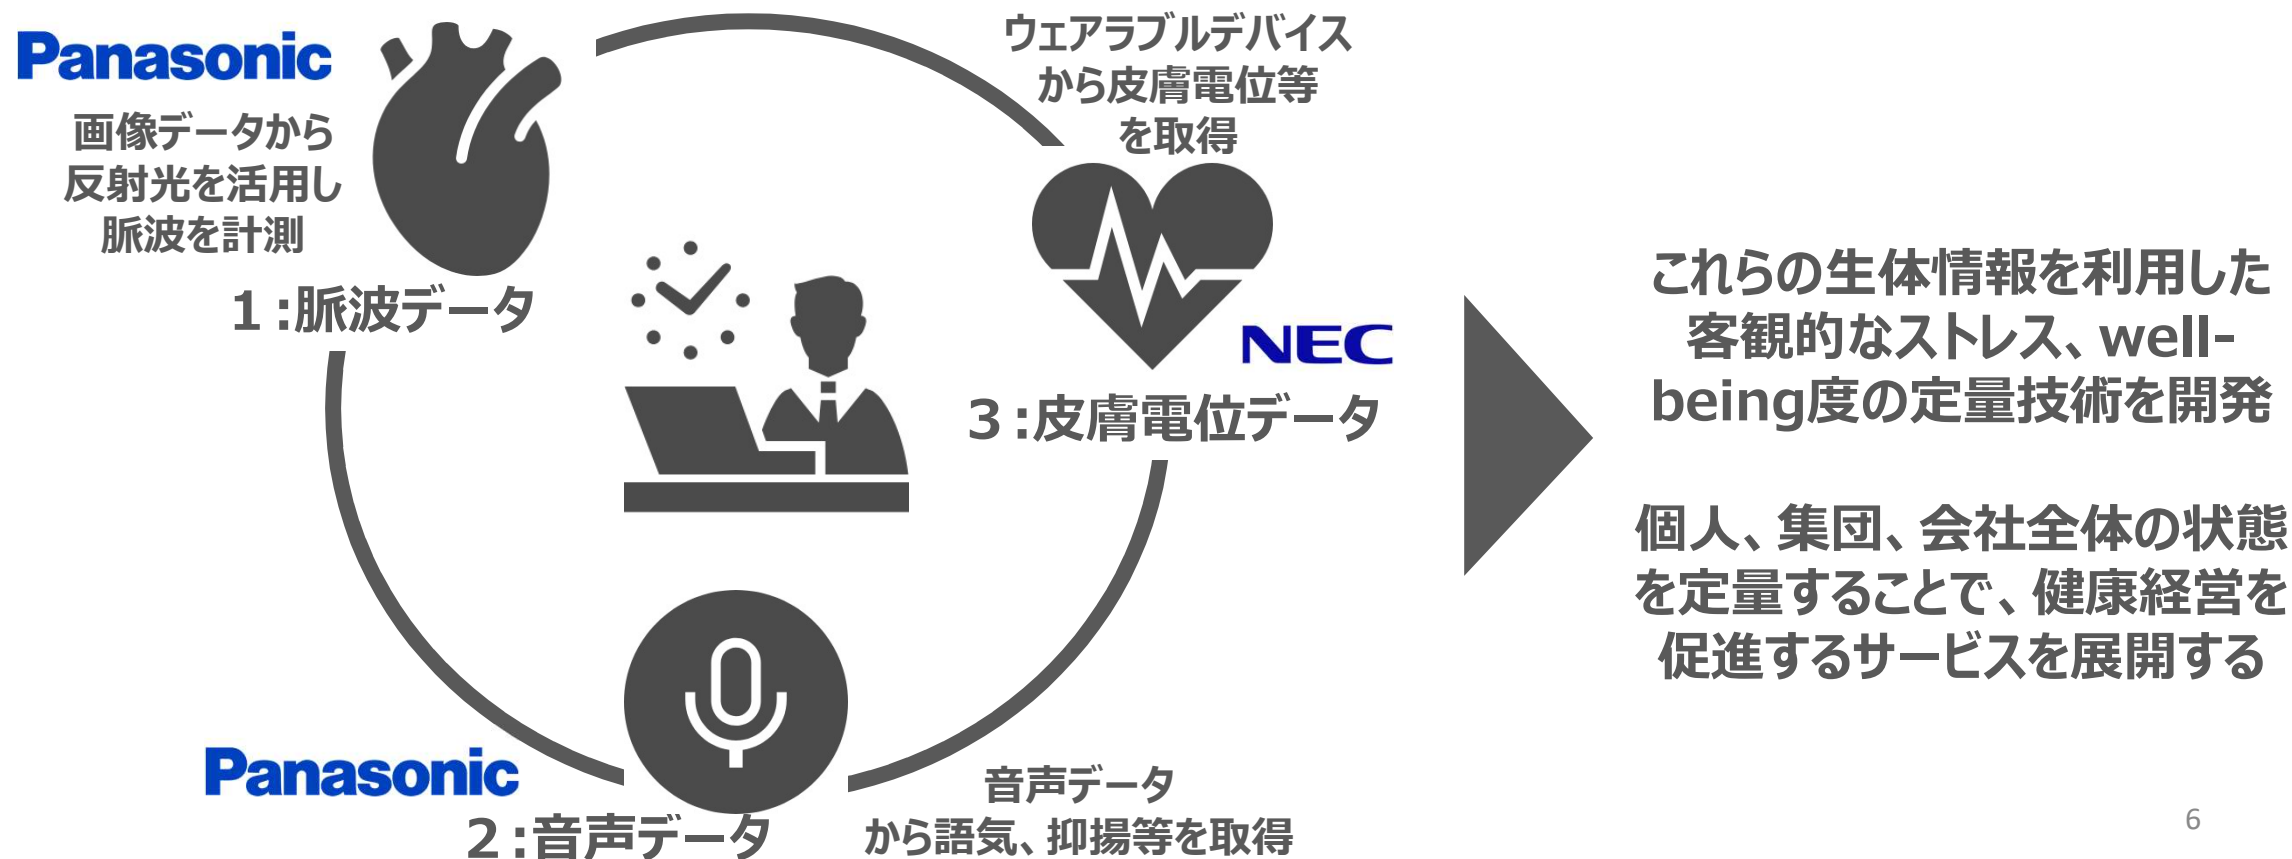 Panasonic
画像データから
反射光を活用し
脈波を計測
１:脈波データ
ウェアラブルデバイス
から皮膚電位等
を取得
NEC
３:皮膚電位データ
Panasonic
２:音声データ
音声データ
から語気、抑揚等を取得
これらの生体情報を利用した
客観的なストレス、well-
being度の定量技術を開発
個人、集団、会社全体の状態
を定量することで、健康経営を
促進するサービスを展開する
6